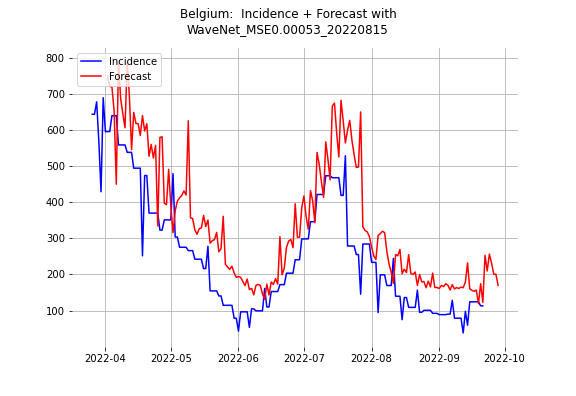 Belgium:  Incidence + Forecast with
WaveNet_MSE0.00053_20220815
Incidence
Forecast
800
700
600
500
400
300
200
100
2022-04 2022-05 2022-06 2022-07 2022-08 2022-09 2022-10